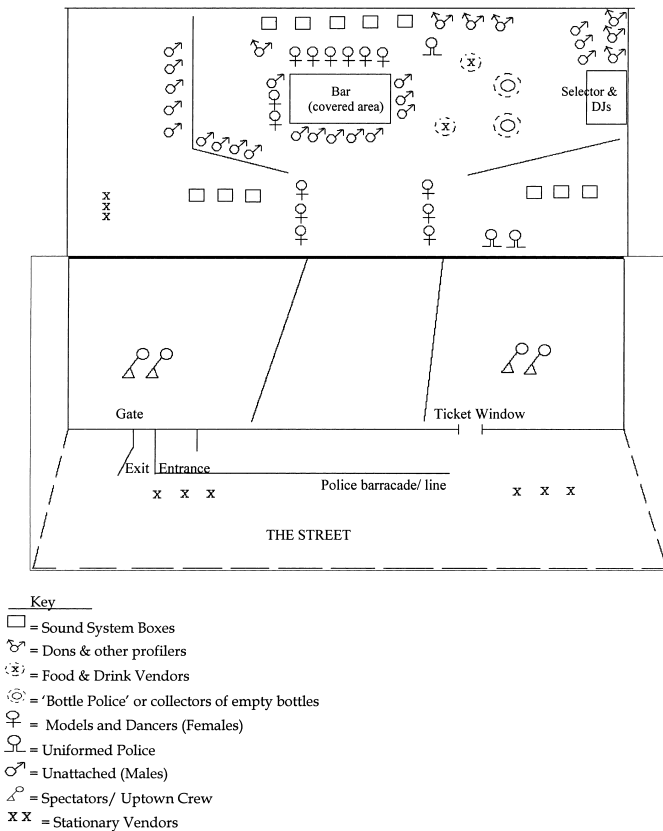 Bar
(covered area)
Selector &
DJs
x
x
x
x
x
Gate
Ticket Window
Exit
Entrance
Police barracade/ line
x x x
x x x
THE STREET
Key
= Sound System Boxes
= Dons & other profilers
x = Food & Drink Vendors
= 'Bottle Police' or collectors of empty bottles
= Models and Dancers (Females)
= Uniformed Police
= Unattached (Males)
= Spectators/ Uptown Crew
x x = Stationary Vendors